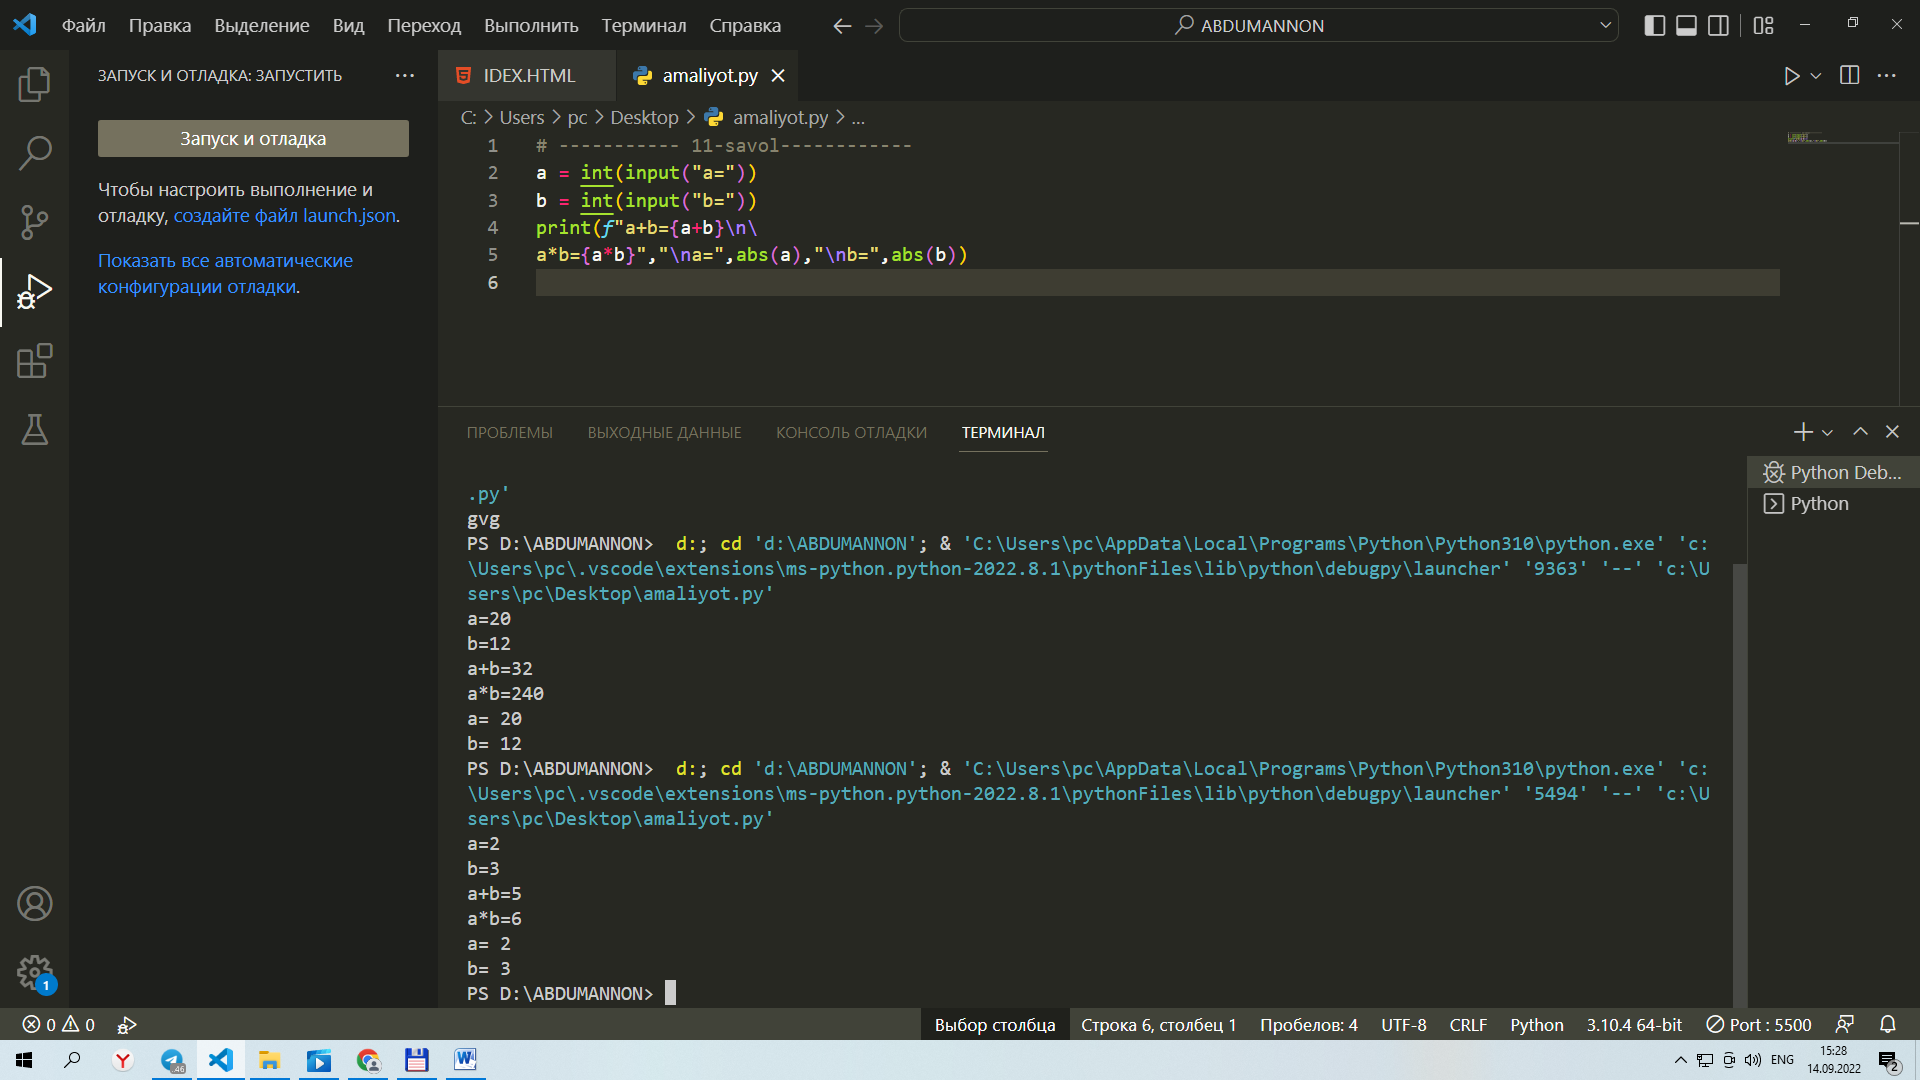 Файл Правка Выделение Вид Переход Выполнить Терминал Справка ABDUMANNON
ЗАПУСК И ОТЛАДКА: ЗАПУСТИТЬ ...
Запуск и отладка
Чтобы настроить выполнение и
отладку, создайте файл launch.json.
Показать все автоматические
конфигурации отладки.
IDEX.HTML amaliyot.py
C: > Users > pc > Desktop > amaliyot.py > ...
1 # ----------- 11-savol------------
2 a = int(input("a="))
3 b = int(input("b="))
4 print(f"a+b={a+b}\n\
5 a*b={a*b}","\na=",abs(a),"\nb=",abs(b))
6
ПРОБЛЕМЫ ВЫХОДНЫЕ ДАННЫЕ КОНСОЛЬ ОТЛАДКИ ТЕРМИНАЛ
Python Deb...
Python
.py'
gvg
PS D:\ABDUMANNON>  d:; cd 'd:\ABDUMANNON'; & 'C:\Users\pc\AppData\Local\Programs\Python\Python310\python.exe' 'c:
\Users\pc\.vscode\extensions\ms-python.python-2022.8.1\pythonFiles\lib\python\debugpy\launcher' '9363' '--' 'c:\U
sers\pc\Desktop\amaliyot.py'
a=20
b=12
a+b=32
a*b=240
a= 20
b= 12
PS D:\ABDUMANNON>  d:; cd 'd:\ABDUMANNON'; & 'C:\Users\pc\AppData\Local\Programs\Python\Python310\python.exe' 'c:
\Users\pc\.vscode\extensions\ms-python.python-2022.8.1\pythonFiles\lib\python\debugpy\launcher' '5494' '--' 'c:\U
sers\pc\Desktop\amaliyot.py'
a=2
b=3
a+b=5
a*b=6
a= 2
b= 3
PS D:\ABDUMANNON>
1
0 0 Выбор столбца Строка 6, столбец 1 Пробелов: 4 UTF-8 CRLF Python 3.10.4 64-bit Port : 5500
.46 ENG 15:28
14.09.2022 2